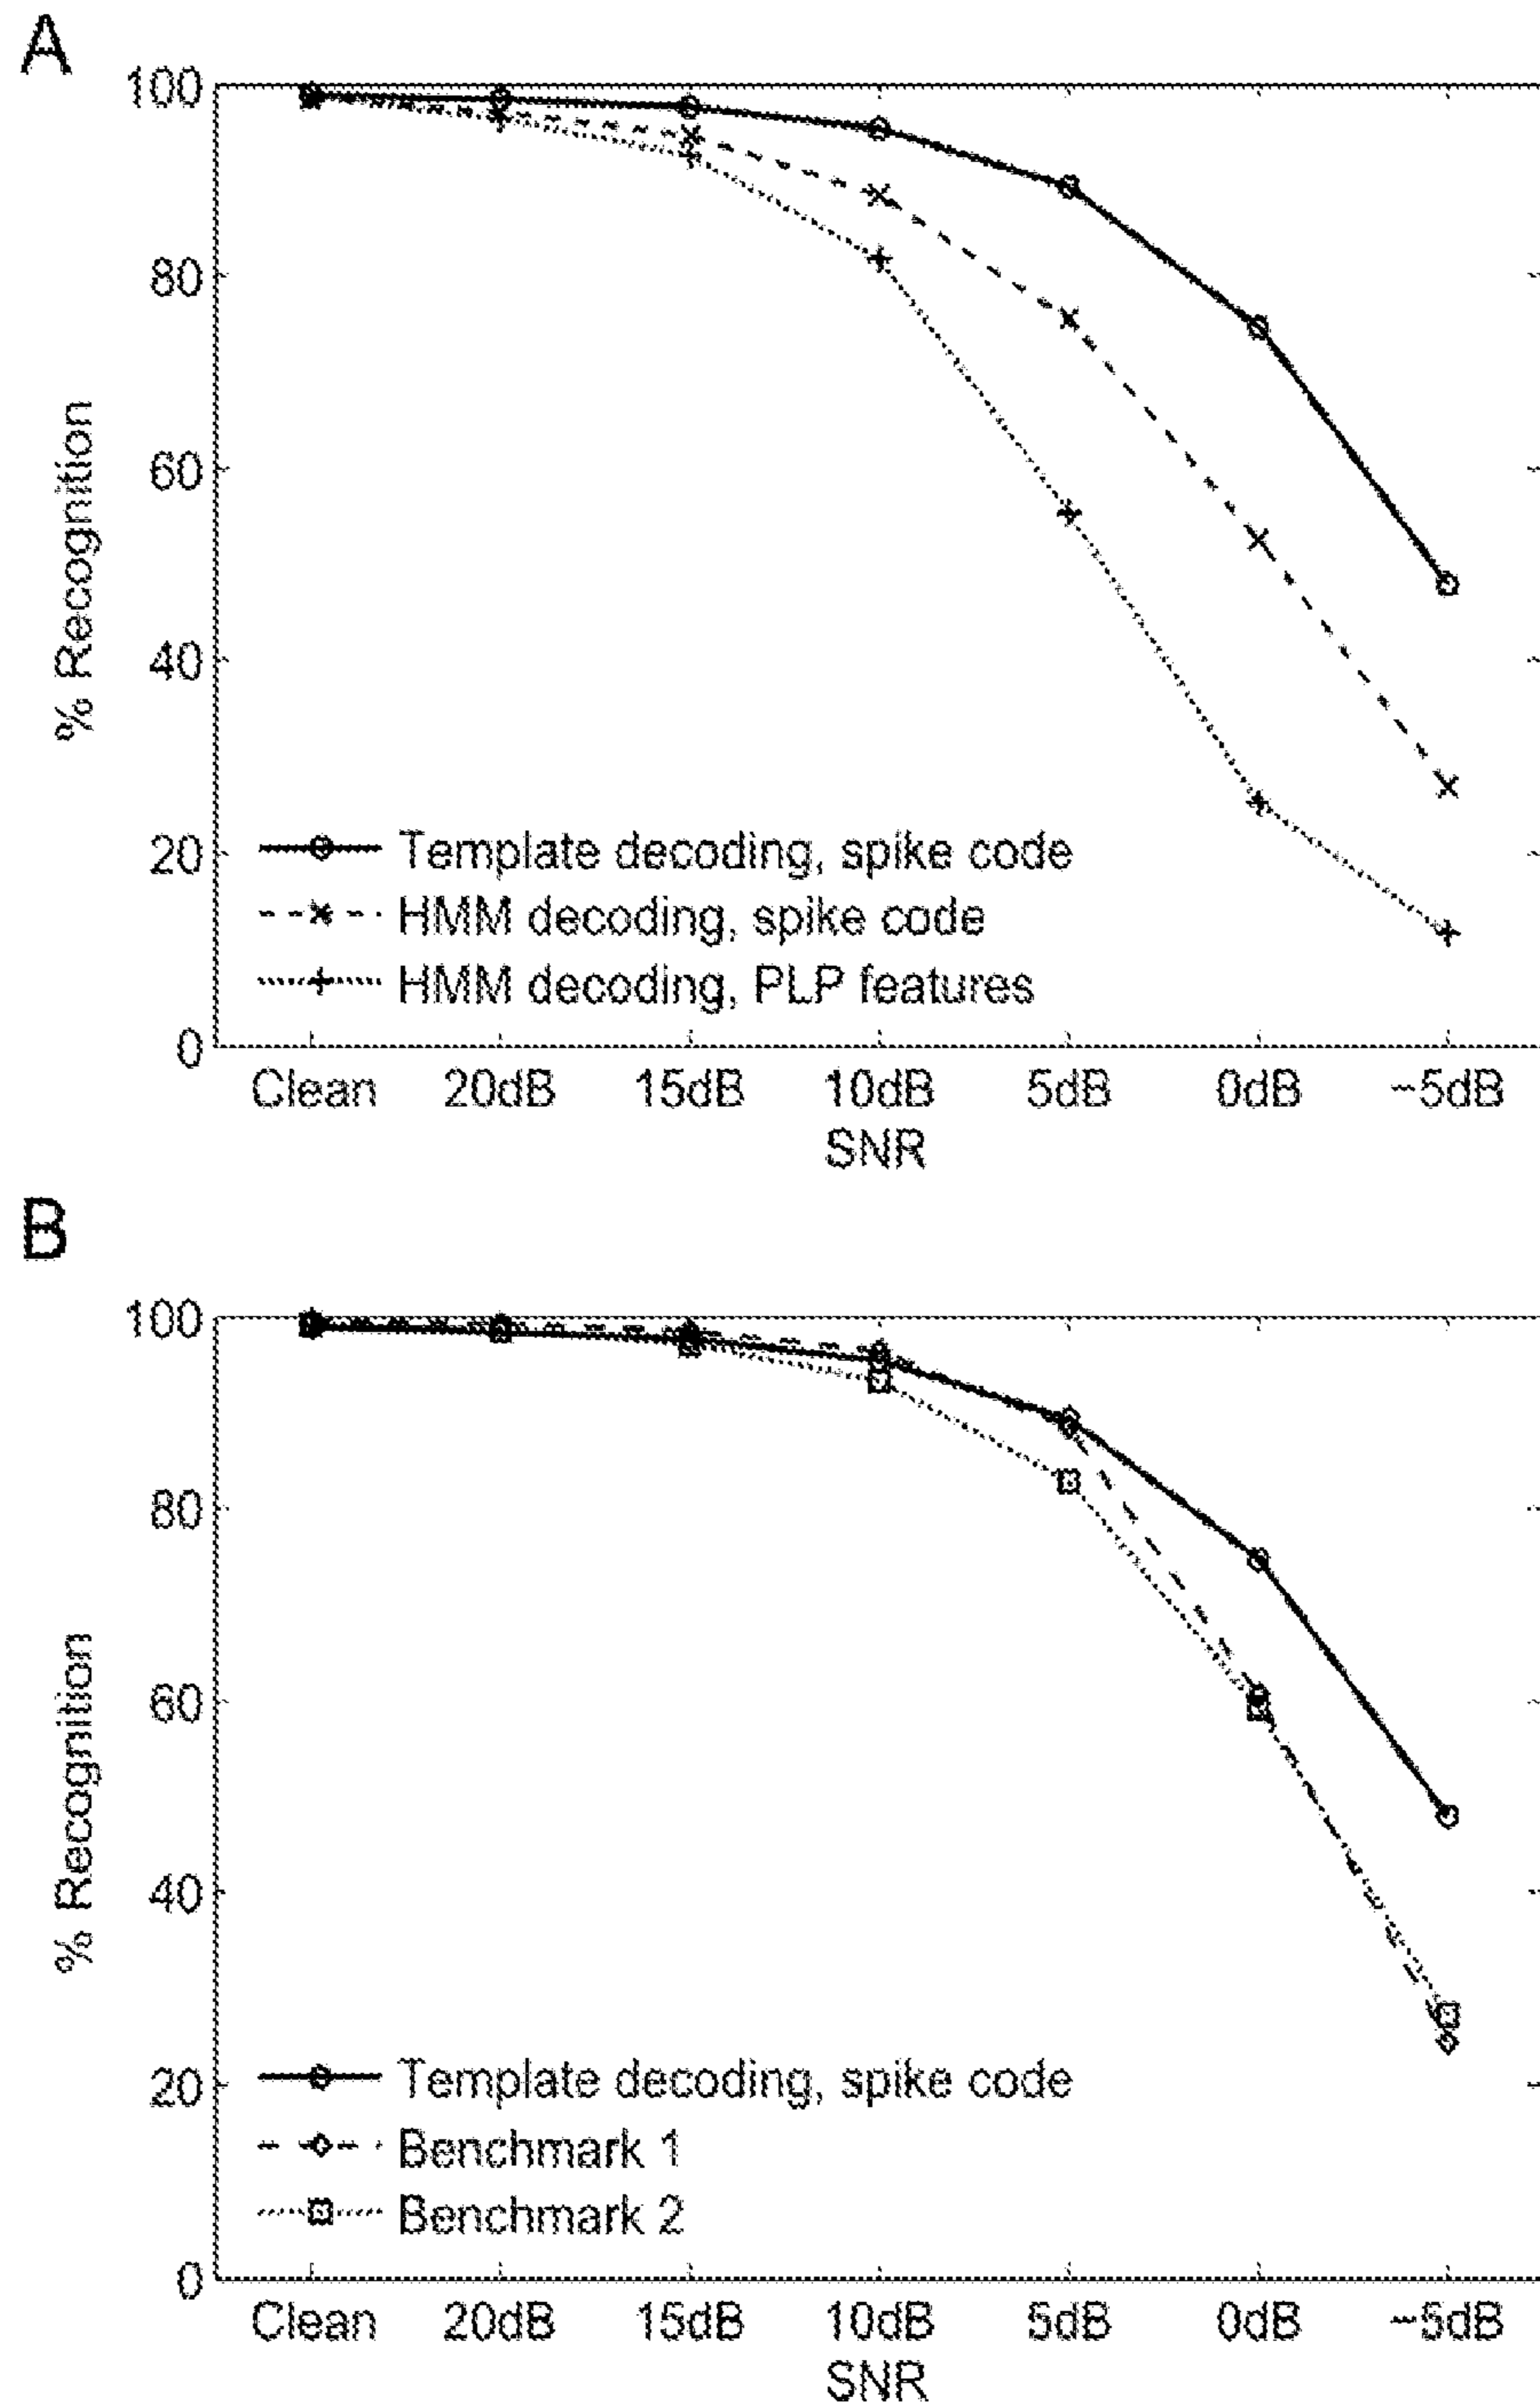 A
100
80
60
40
20
0
% Recognition
Template decoding, spike code
HMM decoding, spike code
HMM decoding, PLP features
Clean 20dB 15dB 10dB 5dB 0dB −5dB
SNR
B
100
80
60
40
20
0
% Recognition
Template decoding, spike code
Benchmark 1
Benchmark 2
Clean 20dB 15dB 10dB 5dB 0dB −5dB
SNR